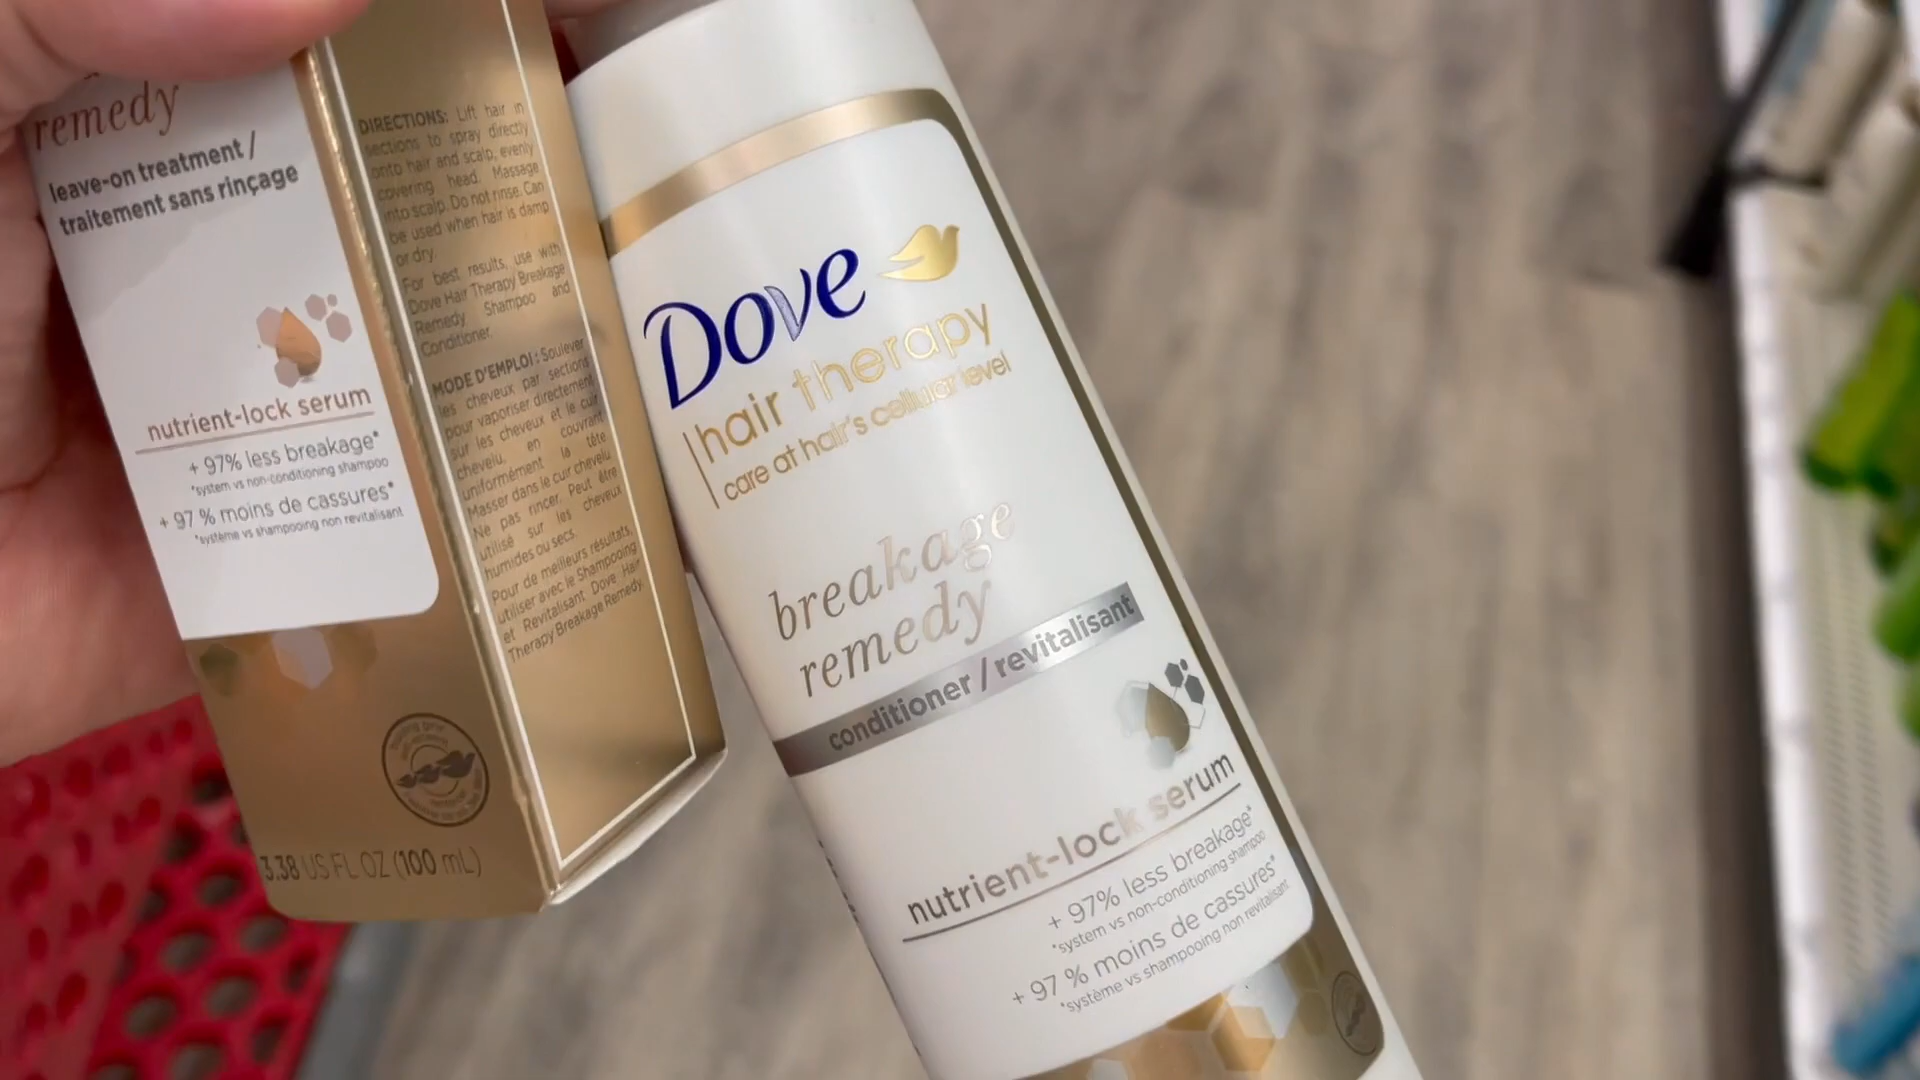 remedy
leave-on treatment /
traitement sans rinçage
nutrient-lock serum
+ 97% less breakage*
*system vs non-conditioning shampoo
+ 97 % moins de cassures*
*système vs shampooing non revitalisant
3.38 US FL OZ (100 mL)
DIRECTIONS: Lift hair in
sections to spray directly
onto hair and scalp, evenly
covering head. Massage
into scalp. Do not rinse. Can
be used when hair is damp
or dry.
For best results, use with
Dove Hair Therapy Breakage
Remedy Shampoo and
Conditioner.
MODE D'EMPLOI : Soulever
les cheveux par sections
pour vaporiser directement
sur les cheveux et le cuir
chevelu, en couvrant
uniformément la tête
Masser dans le cuir chevelu
Ne pas rincer. Peut être
utilisé sur les cheveux
humides ou secs.
Pour de meilleurs résultats,
utiliser avec le Shampooing
et Revitalisant Dove Hair
Therapy Breakage Remedy.
Dove
hair therapy
care at hair's cellular level
breakage
remedy
conditioner / revitalisant
nutrient-lock serum
+ 97% less breakage*
*system vs non-conditioning shampoo
+ 97 % moins de cassures*
*système vs shampooing non revitalisant